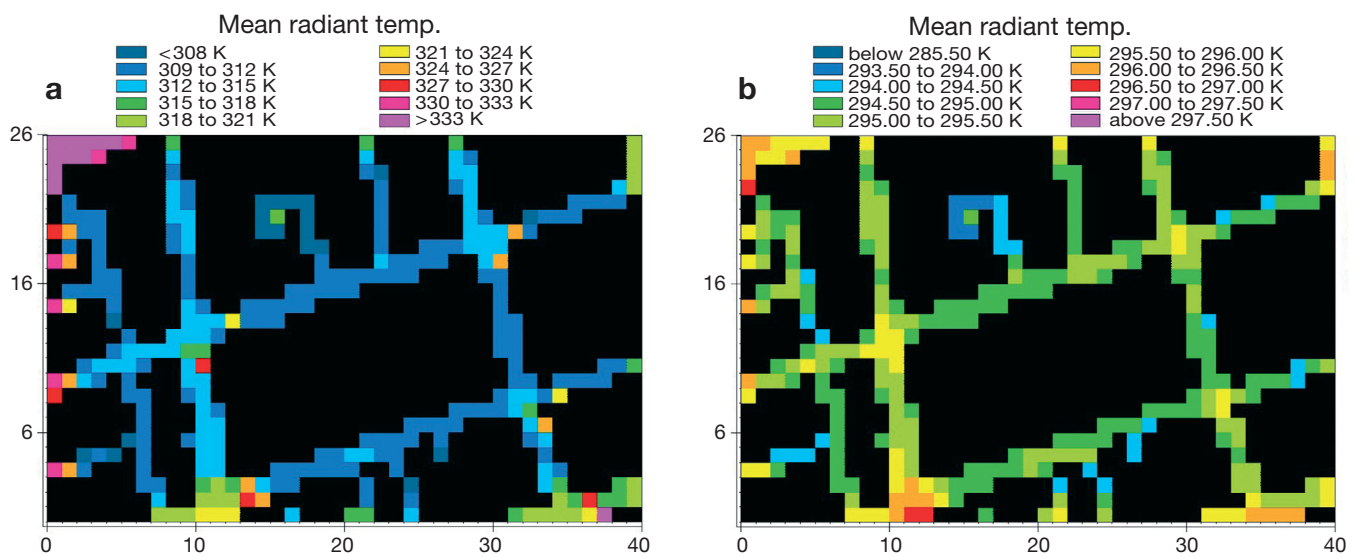 Mean radiant temp.
<308 K
309 to 312 K
312 to 315 K
315 to 318 K
318 to 321 K
321 to 324 K
324 to 327 K
327 to 330 K
330 to 333 K
>333 K
a
26
16
6
0
10
20
30
40
Mean radiant temp.
below 285.50 K
293.50 to 294.00 K
294.00 to 294.50 K
294.50 to 295.00 K
295.00 to 295.50 K
295.50 to 296.00 K
296.00 to 296.50 K
296.50 to 297.00 K
297.00 to 297.50 K
above 297.50 K
b
26
16
6
0
10
20
30
40